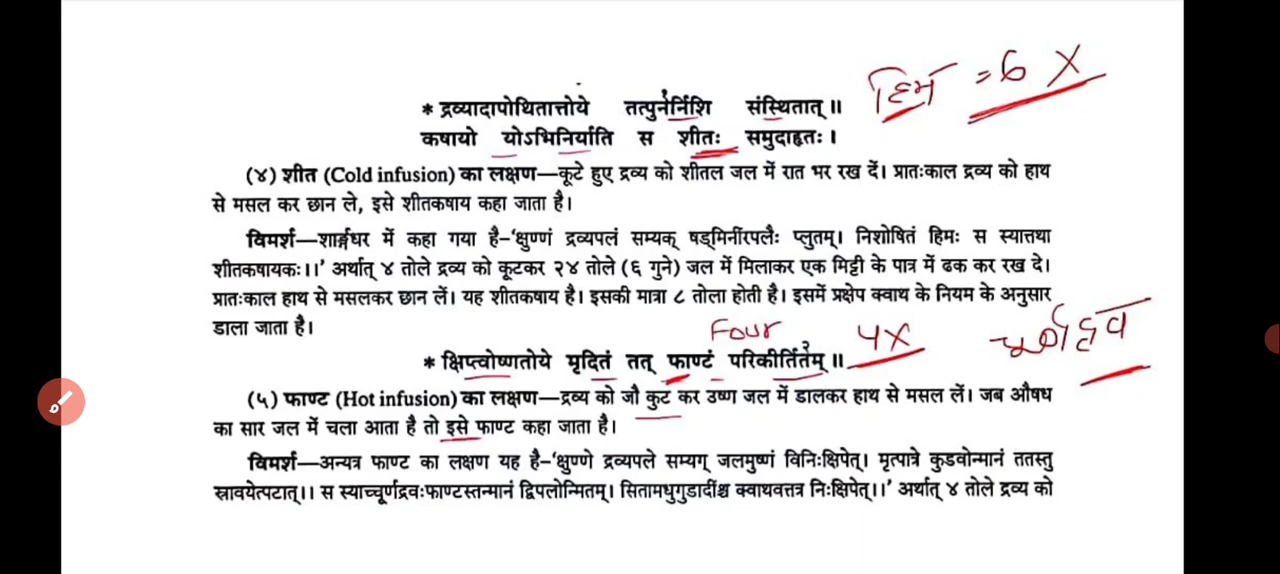 हिम = 6 X
* द्रव्यादापोथितात्तोये तत्पुनर्निशि संस्थितात् ॥
कषायो योऽभिनिर्याति स शीतः समुदाहृतः ।
(४) शीत (Cold infusion) का लक्षण—कूटे हुए द्रव्य को शीतल जल में रात भर रख दें। प्रातःकाल द्रव्य को हाथ
से मसल कर छान ले, इसे शीतकषाय कहा जाता है।
विमर्श—शार्ङ्गधर में कहा गया है–'क्षुण्णं द्रव्यपलं सम्यक् षड्मिर्नीरपलैः प्लुतम्। निशोषितं हिमः स स्यात्तथा
शीतकषायकः।।' अर्थात् ४ तोले द्रव्य को कूटकर २४ तोले (६ गुने) जल में मिलाकर एक मिट्टी के पात्र में ढक कर रख दे।
प्रातःकाल हाथ से मसलकर छान लें। यह शीतकषाय है। इसकी मात्रा ८ तोला होती है। इसमें प्रक्षेप क्वाथ के नियम के अनुसार
डाला जाता है।
Four 4X चूर्णद्रव
* क्षिप्त्वोष्णतोये मृदितं तत् फाण्टं परिकीर्तितम् ॥
(५) फाण्ट (Hot infusion) का लक्षण—द्रव्य को जौ कुट कर उष्ण जल में डालकर हाथ से मसल लें। जब औषध
का सार जल में चला आता है तो इसे फाण्ट कहा जाता है।
विमर्श—अन्यत्र फाण्ट का लक्षण यह है–'क्षुण्णे द्रव्यपले सम्यग् जलमुष्णं विनिःक्षिपेत्। मृत्पात्रे कुडवोन्मानं ततस्तु
स्रावयेत्पटात्।। स स्याच्चूर्णद्रवःफाण्टस्तन्मानं द्विपलोन्मितम्। सितामधुगुडादींश्च क्वाथवत्तत्र निःक्षिपेत्।।' अर्थात् ४ तोले द्रव्य को